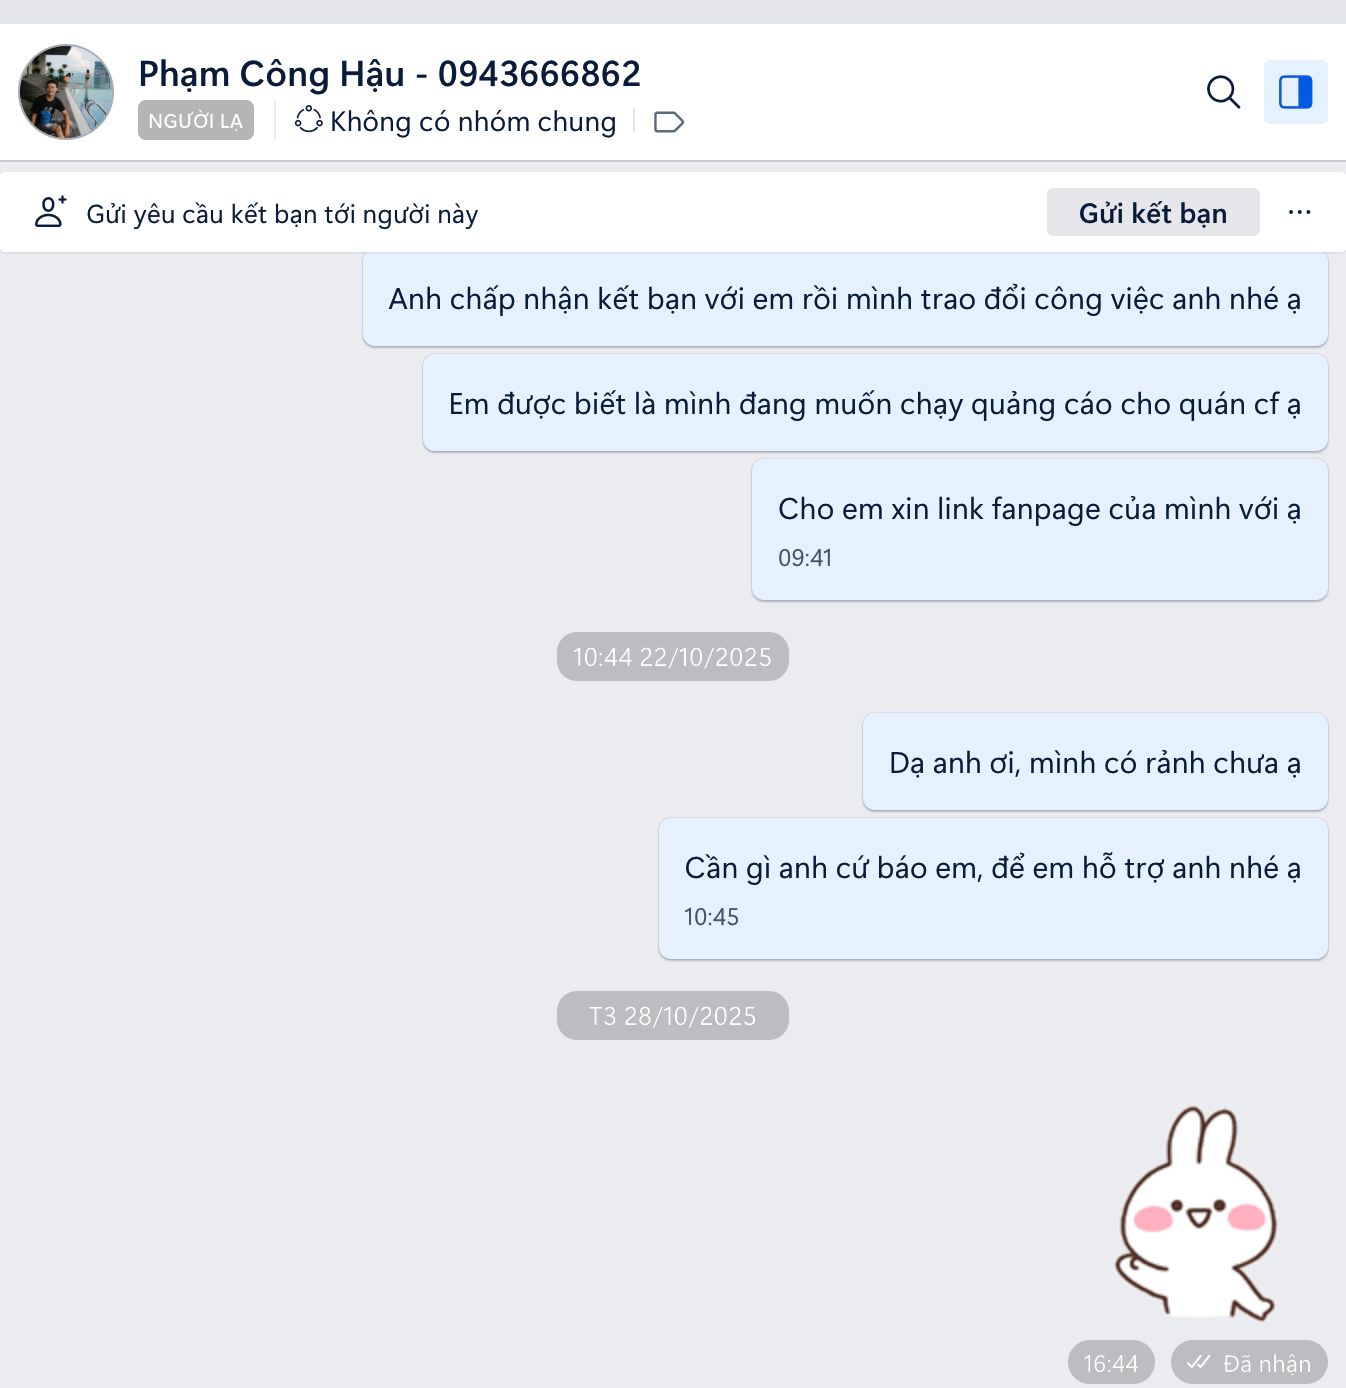 Phạm Công Hậu - 0943666862
NGƯỜI LẠ
Không có nhóm chung
Gửi yêu cầu kết bạn tới người này
Gửi kết bạn
Anh chấp nhận kết bạn với em rồi mình trao đổi công việc anh nhé ạ
Em được biết là mình đang muốn chạy quảng cáo cho quán cf ạ
Cho em xin link fanpage của mình với ạ
09:41
10:44 22/10/2025
Dạ anh ơi, mình có rảnh chưa ạ
Cần gì anh cứ báo em, để em hỗ trợ anh nhé ạ
10:45
T3 28/10/2025
16:44
Đã nhận